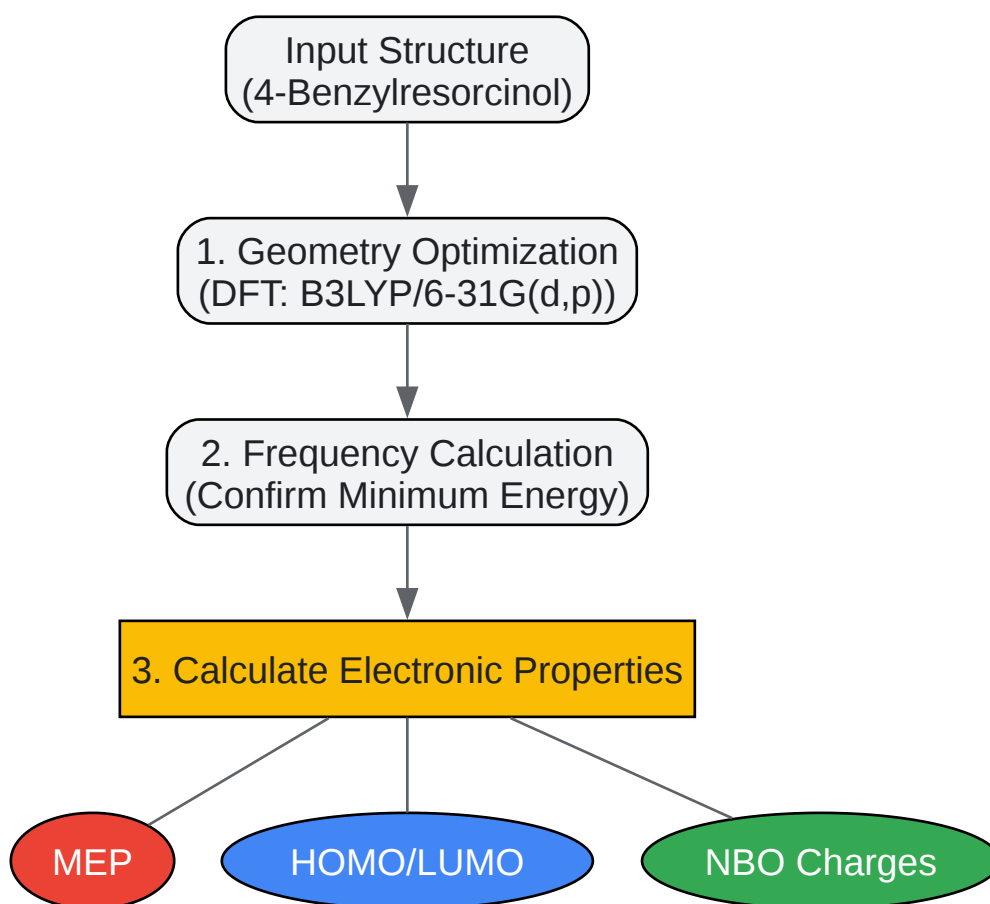 Input Structure
(4-Benzylresorcinol)
1. Geometry Optimization
(DFT: B3LYP/6-31G(d,p))
2. Frequency Calculation
(Confirm Minimum Energy)
3. Calculate Electronic Properties
MEP
HOMO/LUMO
NBO Charges